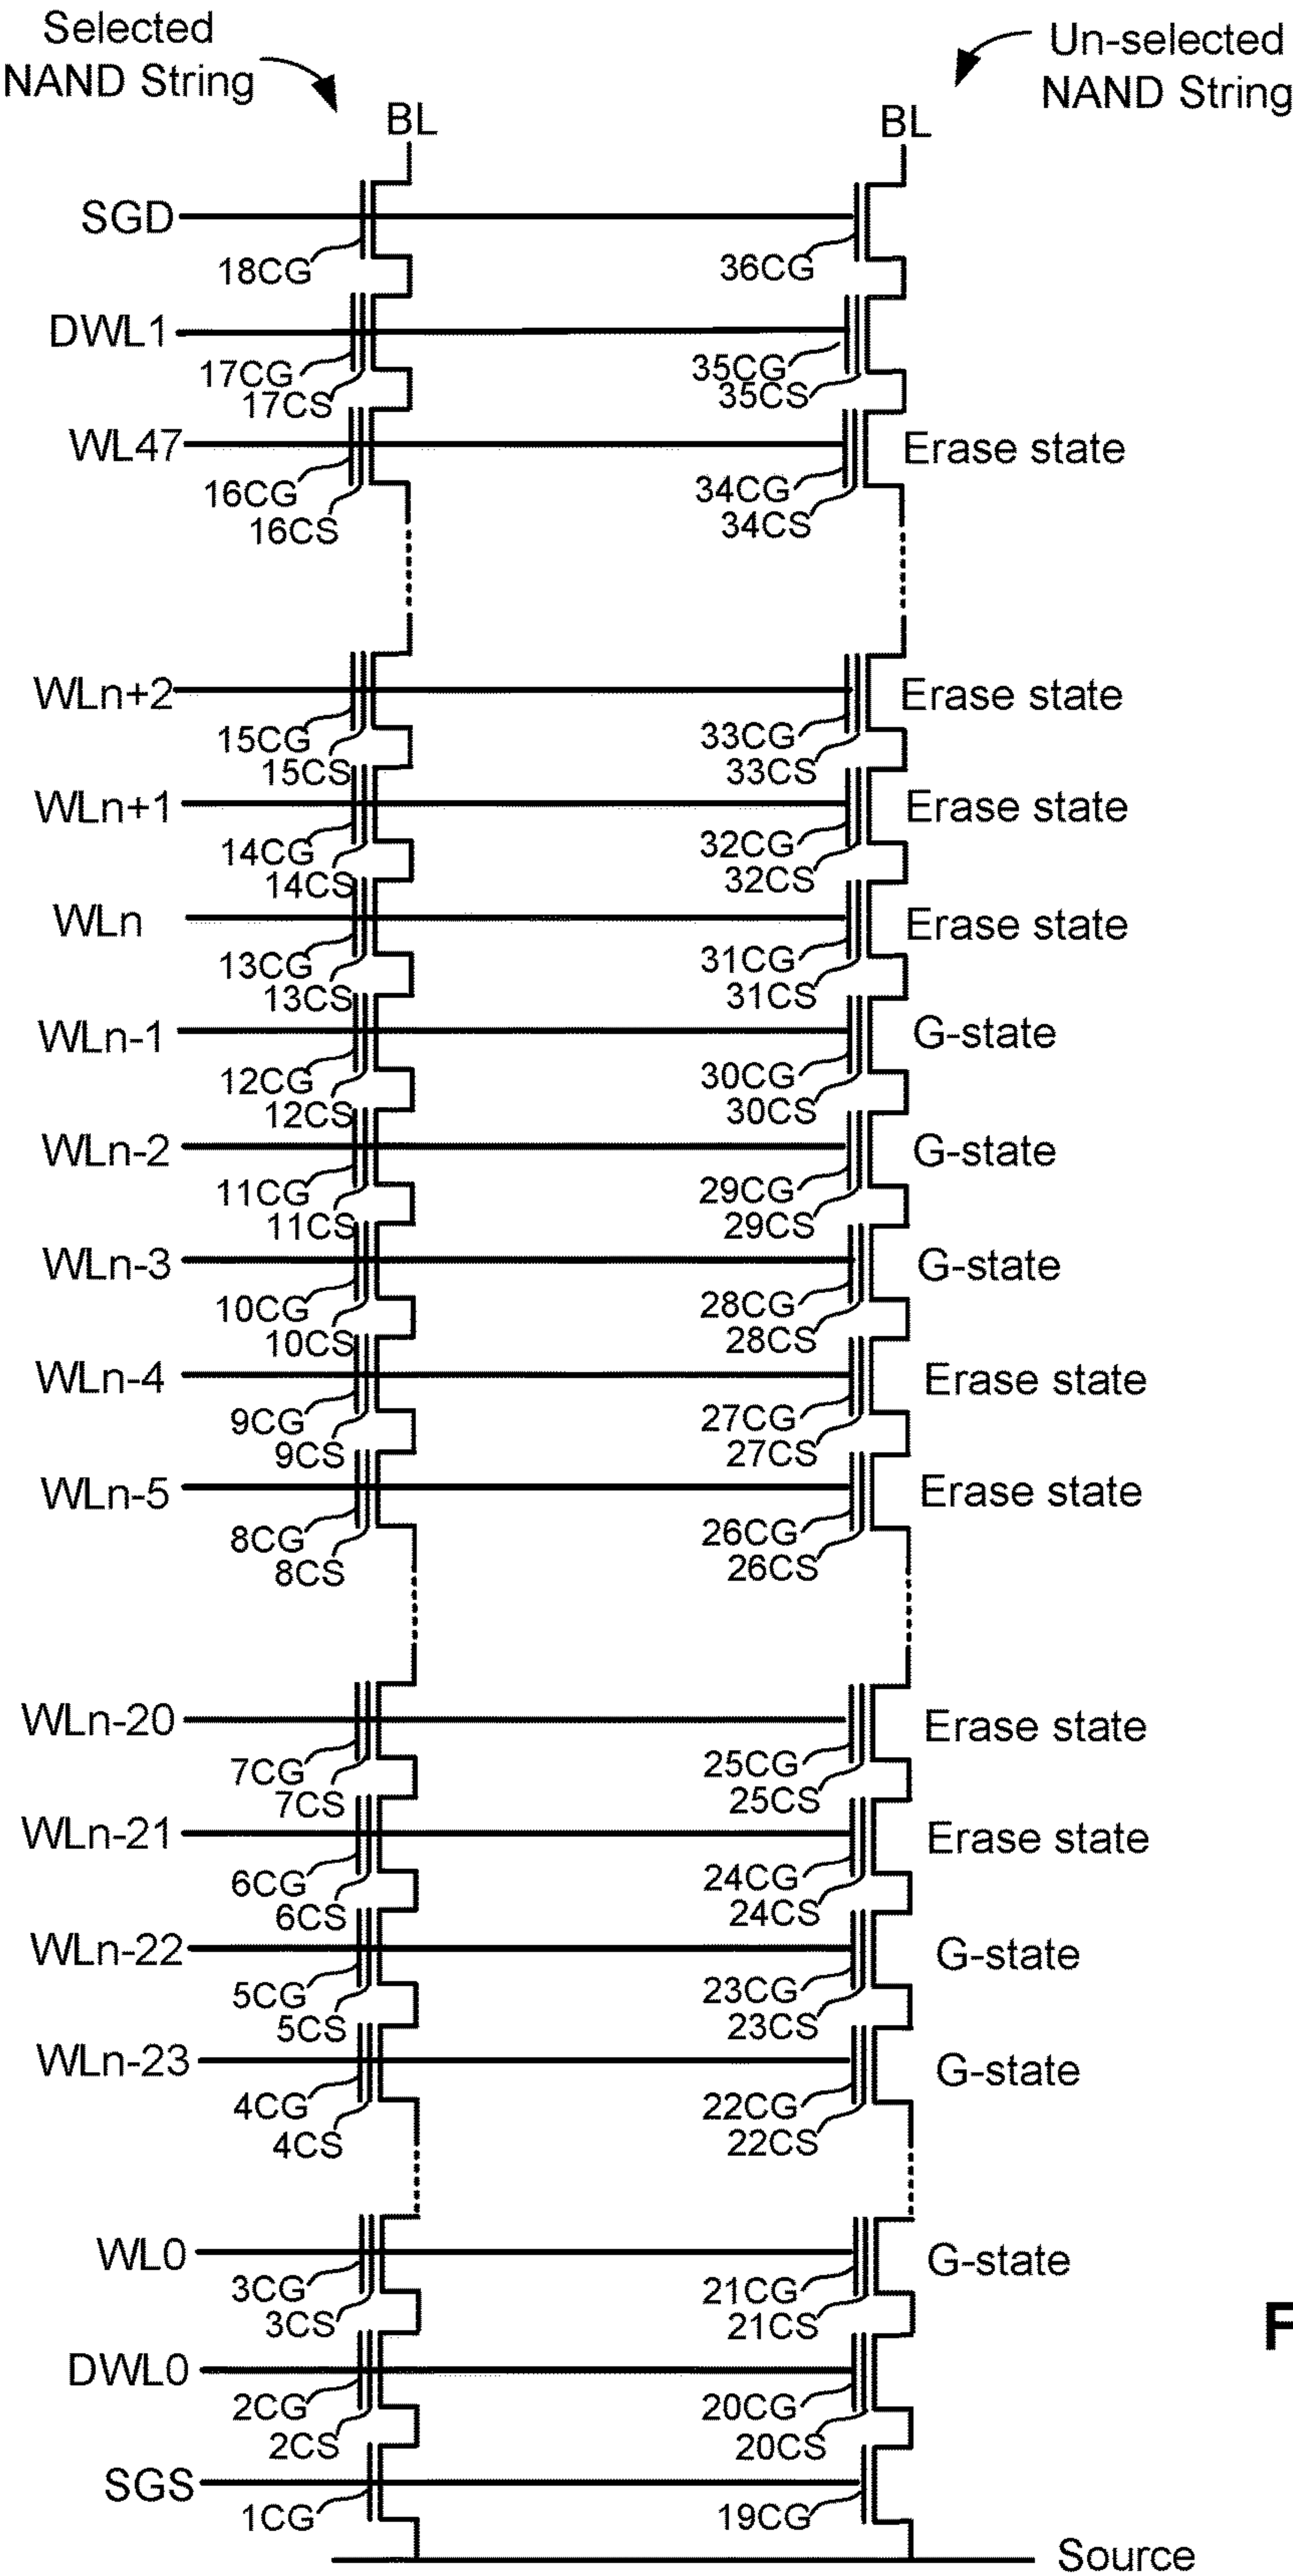 Selected
NAND String
Un-selected
NAND String
BL
BL
SGD
18CG
36CG
DWL1
17CG
17CS
35CG
35CS
WL47
Erase state
16CG
16CS
34CG
34CS
WLn+2
Erase state
15CG
15CS
33CG
33CS
WLn+1
Erase state
14CG
14CS
32CG
32CS
WLn
Erase state
13CG
13CS
31CG
31CS
WLn-1
G-state
12CG
12CS
30CG
30CS
WLn-2
G-state
11CG
11CS
29CG
29CS
WLn-3
G-state
10CG
10CS
28CG
28CS
WLn-4
Erase state
9CG
9CS
27CG
27CS
WLn-5
Erase state
8CG
8CS
26CG
26CS
WLn-20
Erase state
7CG
7CS
25CG
25CS
WLn-21
Erase state
6CG
6CS
24CG
24CS
WLn-22
G-state
5CG
5CS
23CG
23CS
WLn-23
G-state
4CG
4CS
22CG
22CS
WL0
G-state
3CG
3CS
21CG
21CS
F
DWL0
2CG
2CS
20CG
20CS
SGS
1CG
19CG
Source